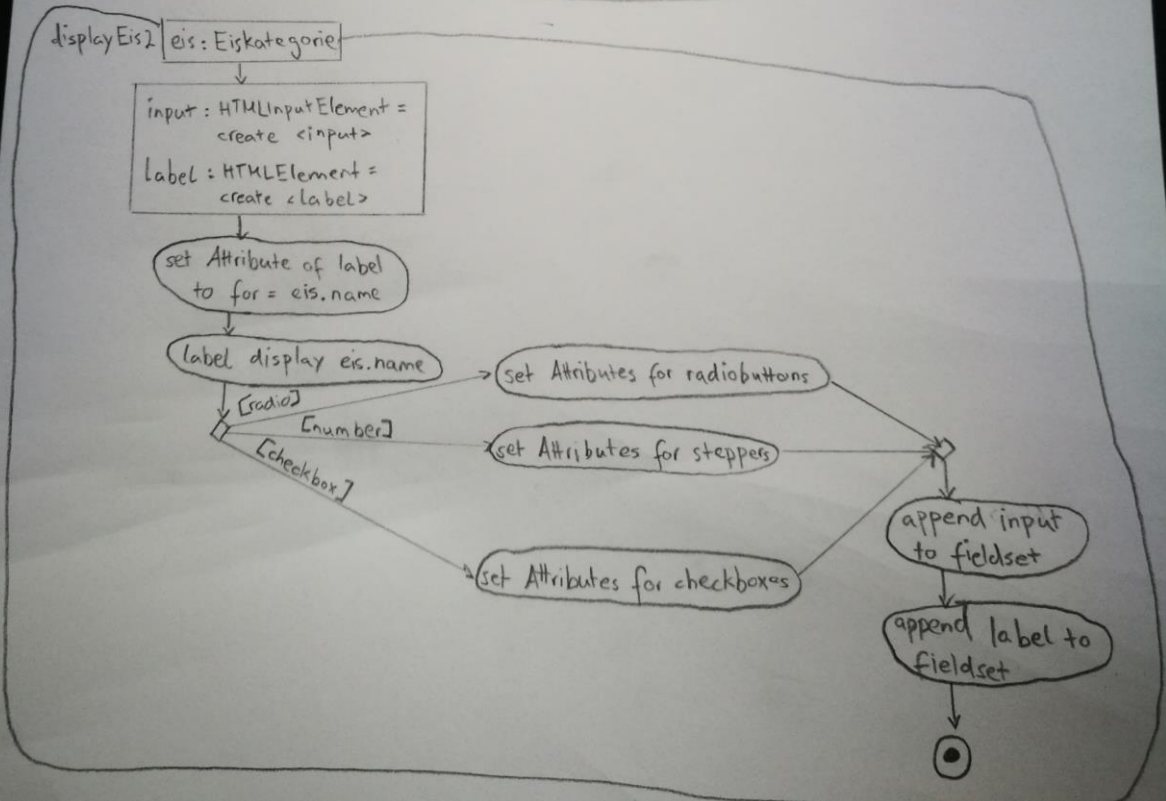 displayEis2 eis: Eiskategorie
input : HTMLInputElement =
create <input>
label : HTMLElement =
create <label>
set Attribute of label
to for = eis.name
label display eis.name
[radio]
set Attributes for radiobuttons
[number]
set Attributes for steppers
[checkbox]
set Attributes for checkboxes
append input
to fieldset
append label to
fieldset